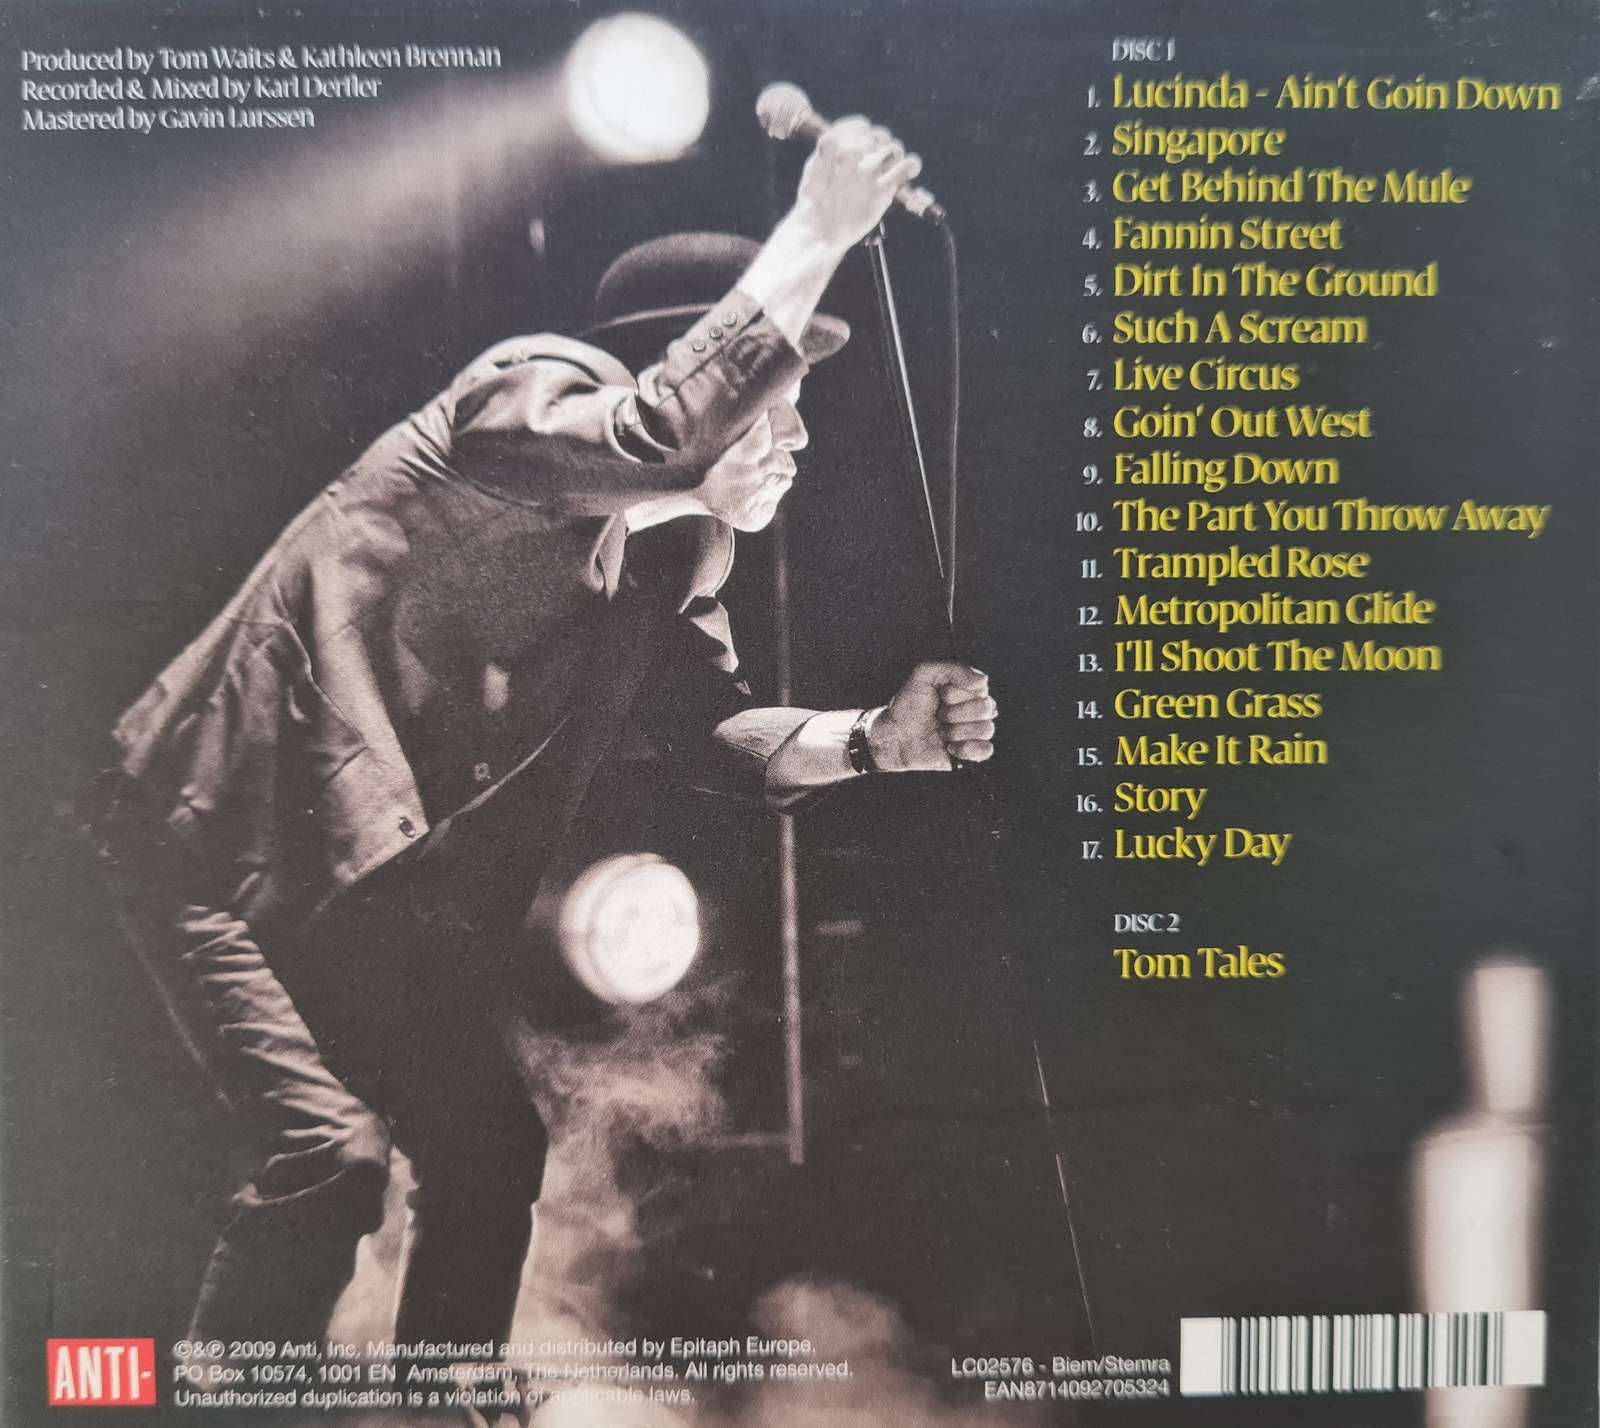 Produced by Tom Waits & Kathleen Brennan
Recorded & Mixed by Karl Derfler
Mastered by Gavin Lurssen
DISC 1
1. Lucinda - Ain't Goin Down
2. Singapore
3. Get Behind The Mule
4. Fannin Street
5. Dirt In The Ground
6. Such A Scream
7. Live Circus
8. Goin' Out West
9. Falling Down
10. The Part You Throw Away
11. Trampled Rose
12. Metropolitan Glide
13. I'll Shoot The Moon
14. Green Grass
15. Make It Rain
16. Story
17. Lucky Day
DISC 2
Tom Tales
ANTI-
©&℗ 2009 Anti, Inc. Manufactured and distributed by Epitaph Europe.
PO Box 10574, 1001 EN Amsterdam, The Netherlands. All rights reserved.
Unauthorized duplication is a violation of applicable laws.
LC02576 - Biem/Stemra
EAN8714092705324